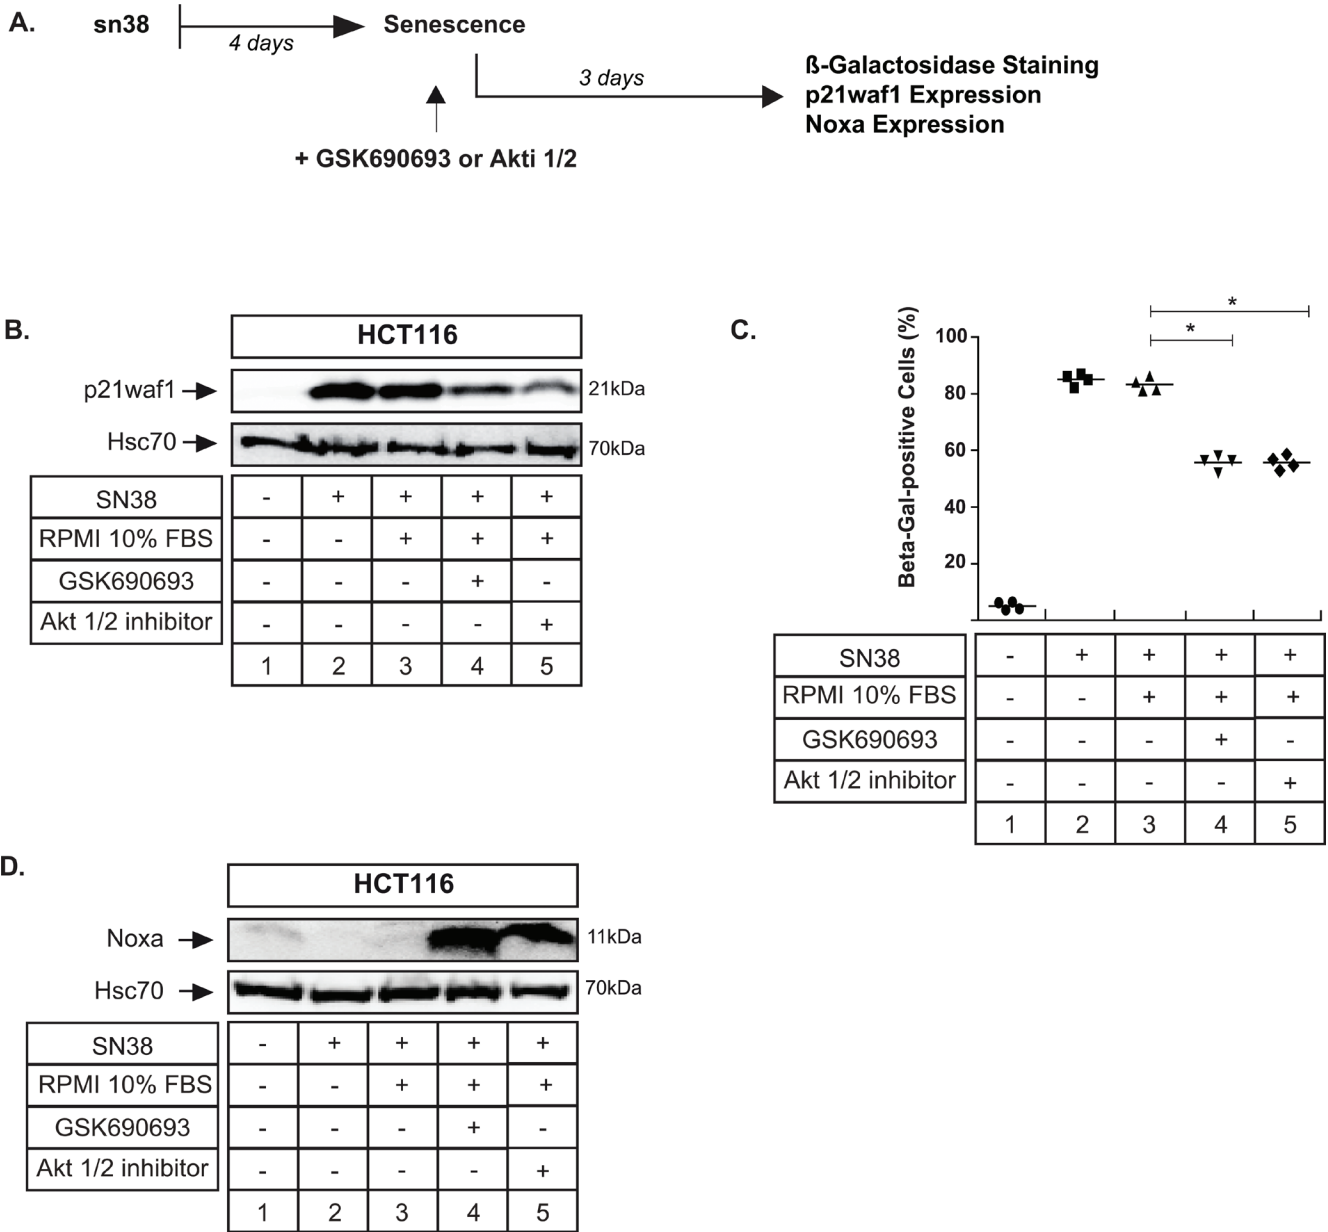 A.
sn38
4 days
Senescence
3 days
ß-Galactosidase Staining
p21waf1 Expression
Noxa Expression
+ GSK690693 or Akti 1/2
B.
HCT116
p21waf1
21kDa
Hsc70
70kDa
SN38 - + + + +
RPMI 10% FBS - - + + +
GSK690693 - - - + -
Akt 1/2 inhibitor - - - - +
1 2 3 4 5
C.
Beta-Gal-positive Cells (%)
*
*
100
80
60
40
20
SN38 - + + + +
RPMI 10% FBS - - + + +
GSK690693 - - - + -
Akt 1/2 inhibitor - - - - +
1 2 3 4 5
D.
HCT116
Noxa
11kDa
Hsc70
70kDa
SN38 - + + + +
RPMI 10% FBS - - + + +
GSK690693 - - - + -
Akt 1/2 inhibitor - - - - +
1 2 3 4 5